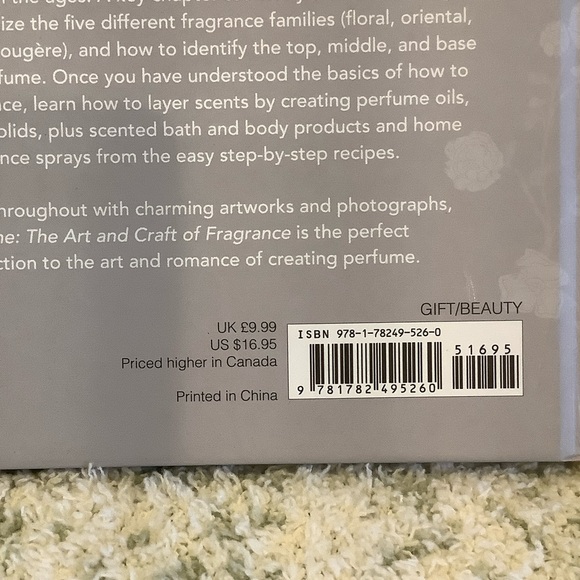 ize the five different fragrance families (floral, oriental,
ougère), and how to identify the top, middle, and base
fume. Once you have understood the basics of how to
ce, learn how to layer scents by creating perfume oils,
olids, plus scented bath and body products and home
nce sprays from the easy step-by-step recipes.
hroughout with charming artworks and photographs,
ne: The Art and Craft of Fragrance is the perfect
ction to the art and romance of creating perfume.
GIFT/BEAUTY
UK £9.99
US $16.95
Priced higher in Canada
Printed in China
ISBN 978-1-78249-526-0
51695
9 781782 495260